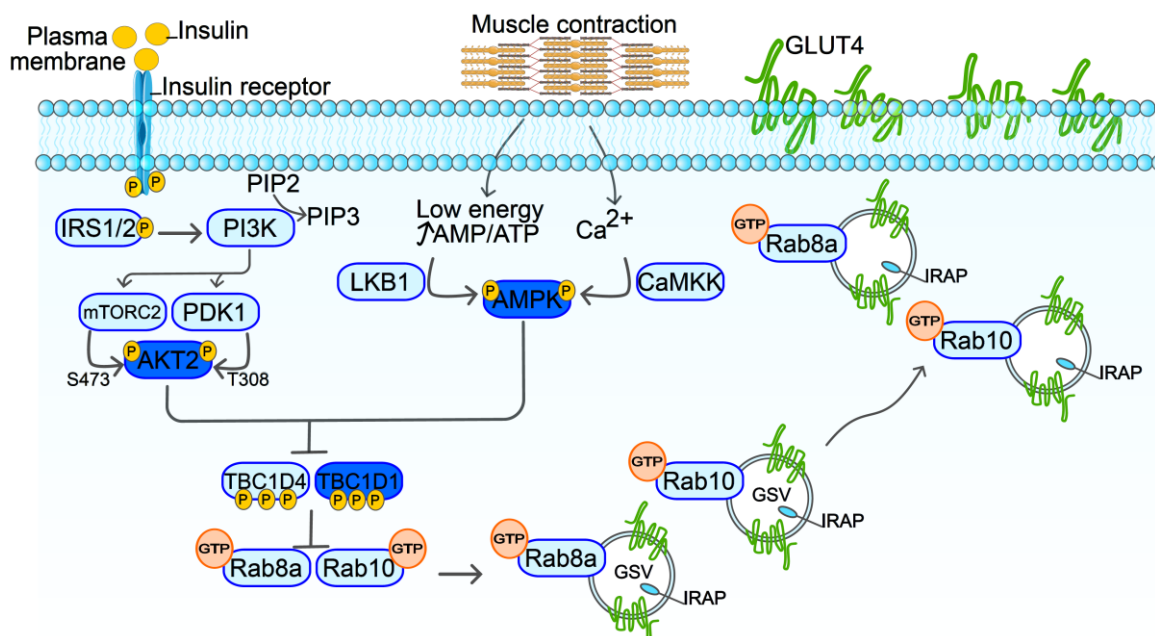 Plasma
membrane
Insulin
Insulin receptor
Muscle contraction
GLUT4
P
P
IRS1/2
P
PI3K
PIP2
PIP3
mTORC2
PDK1
P
AKT2
P
S473
T308
Low energy
AMP/ATP
Ca2+
LKB1
P
AMPK
P
CaMKK
TBC1D4
P P P
TBC1D1
P P P
GTP
Rab8a
Rab10
GTP
GTP
Rab8a
GSV
IRAP
GTP
Rab10
GSV
IRAP
GTP
Rab8a
IRAP
GTP
Rab10
IRAP